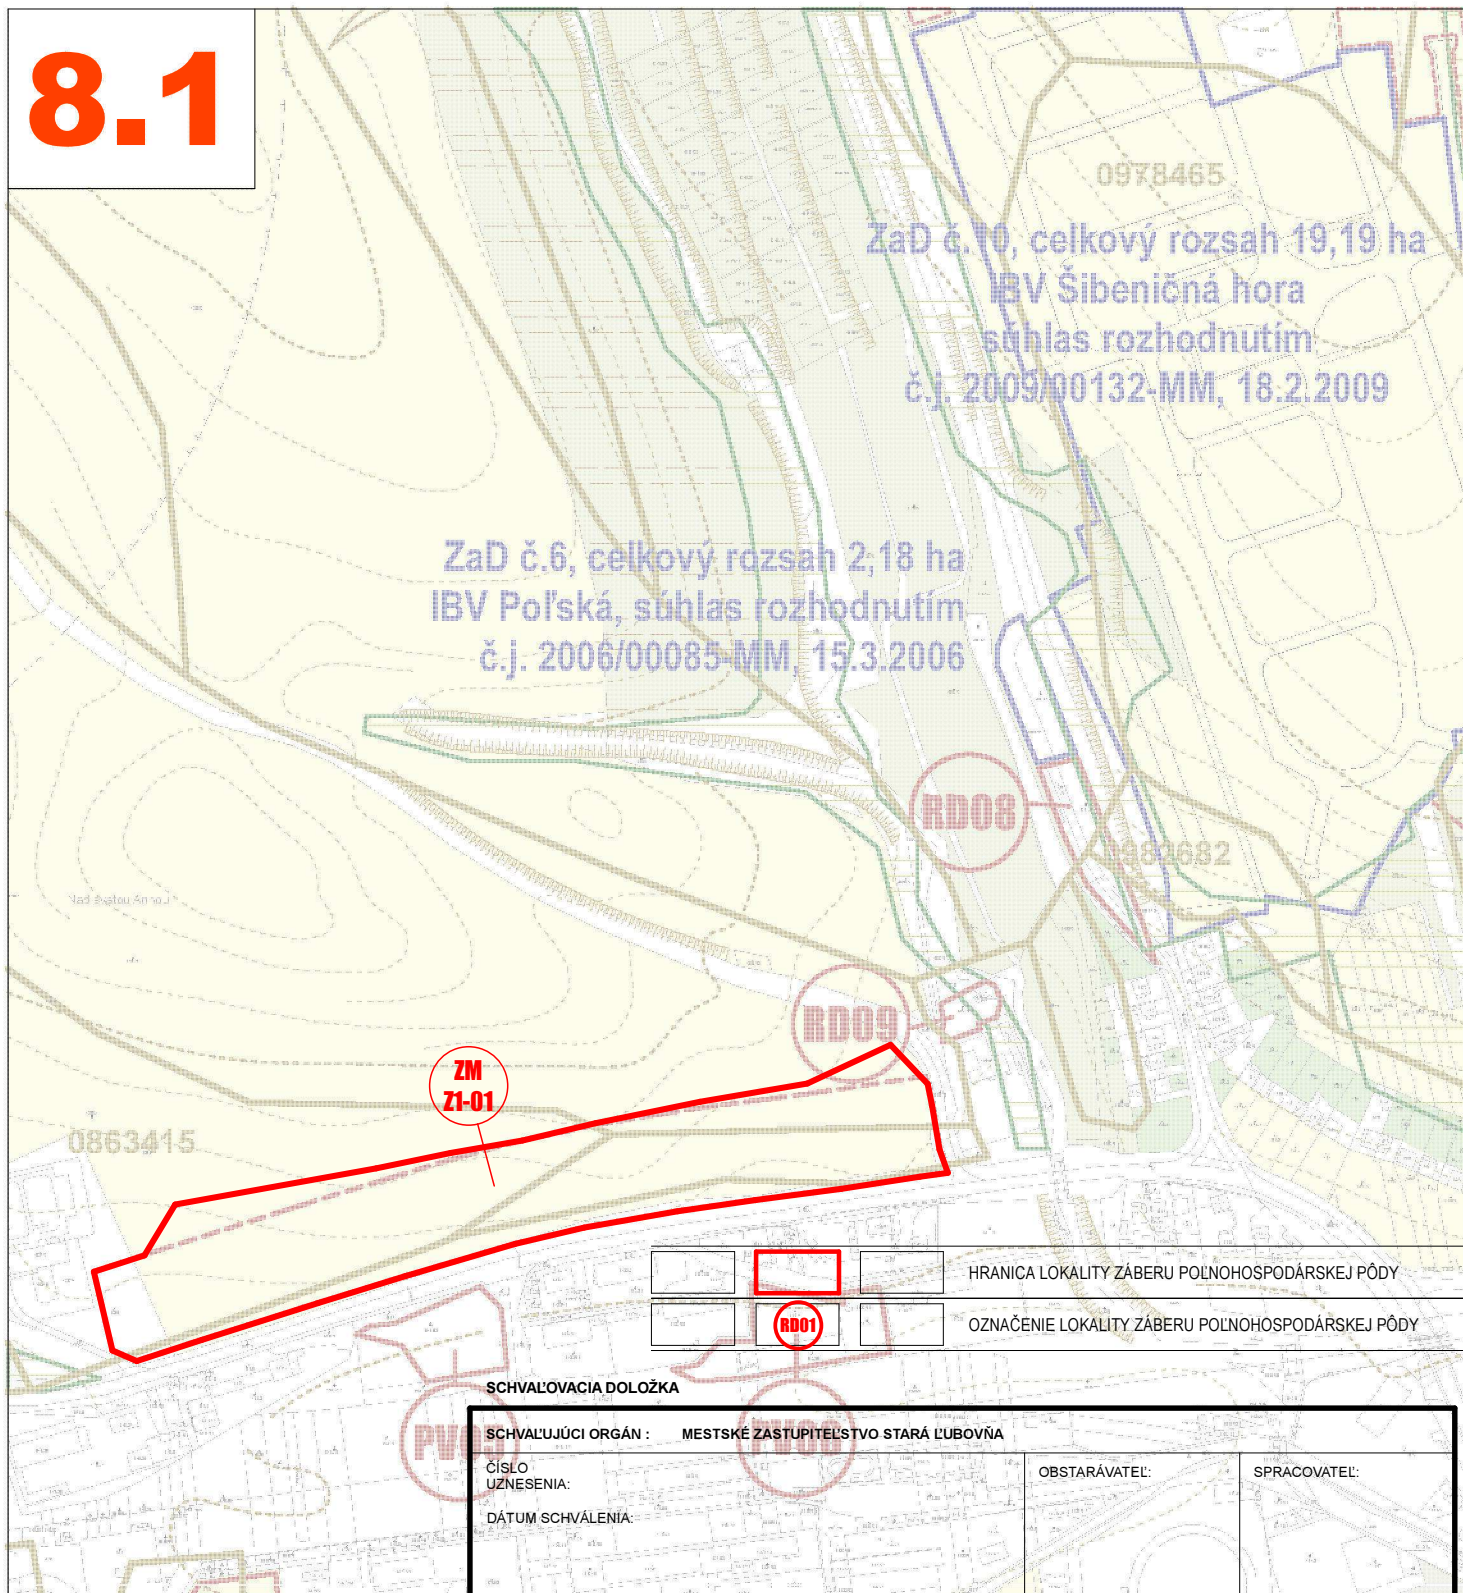 8.1
0978465
ZaD č.10, celkový rozsah 19,19 ha
IBV Šibeničná hora
súhlas rozhodnutím
č.j. 2009/00132-MM, 18.2.2009
ZaD č.6, celkový rozsah 2,18 ha
IBV Poľská, súhlas rozhodnutím
č.j. 2006/00085-MM, 15.3.2006
RD08
0982682
Nad svätou Annou
RD09
ZM
Z1-01
0863415
HRANICA LOKALITY ZÁBERU POĽNOHOSPODÁRSKEJ PÔDY
RD01
OZNAČENIE LOKALITY ZÁBERU POĽNOHOSPODÁRSKEJ PÔDY
SCHVAĽOVACIA DOLOŽKA
PV05
PV06
SCHVAĽUJÚCI ORGÁN : MESTSKÉ ZASTUPITEĽSTVO STARÁ ĽUBOVŇA
ČÍSLO
UZNESENIA:
OBSTARÁVATEĽ:
SPRACOVATEĽ:
DÁTUM SCHVÁLENIA: